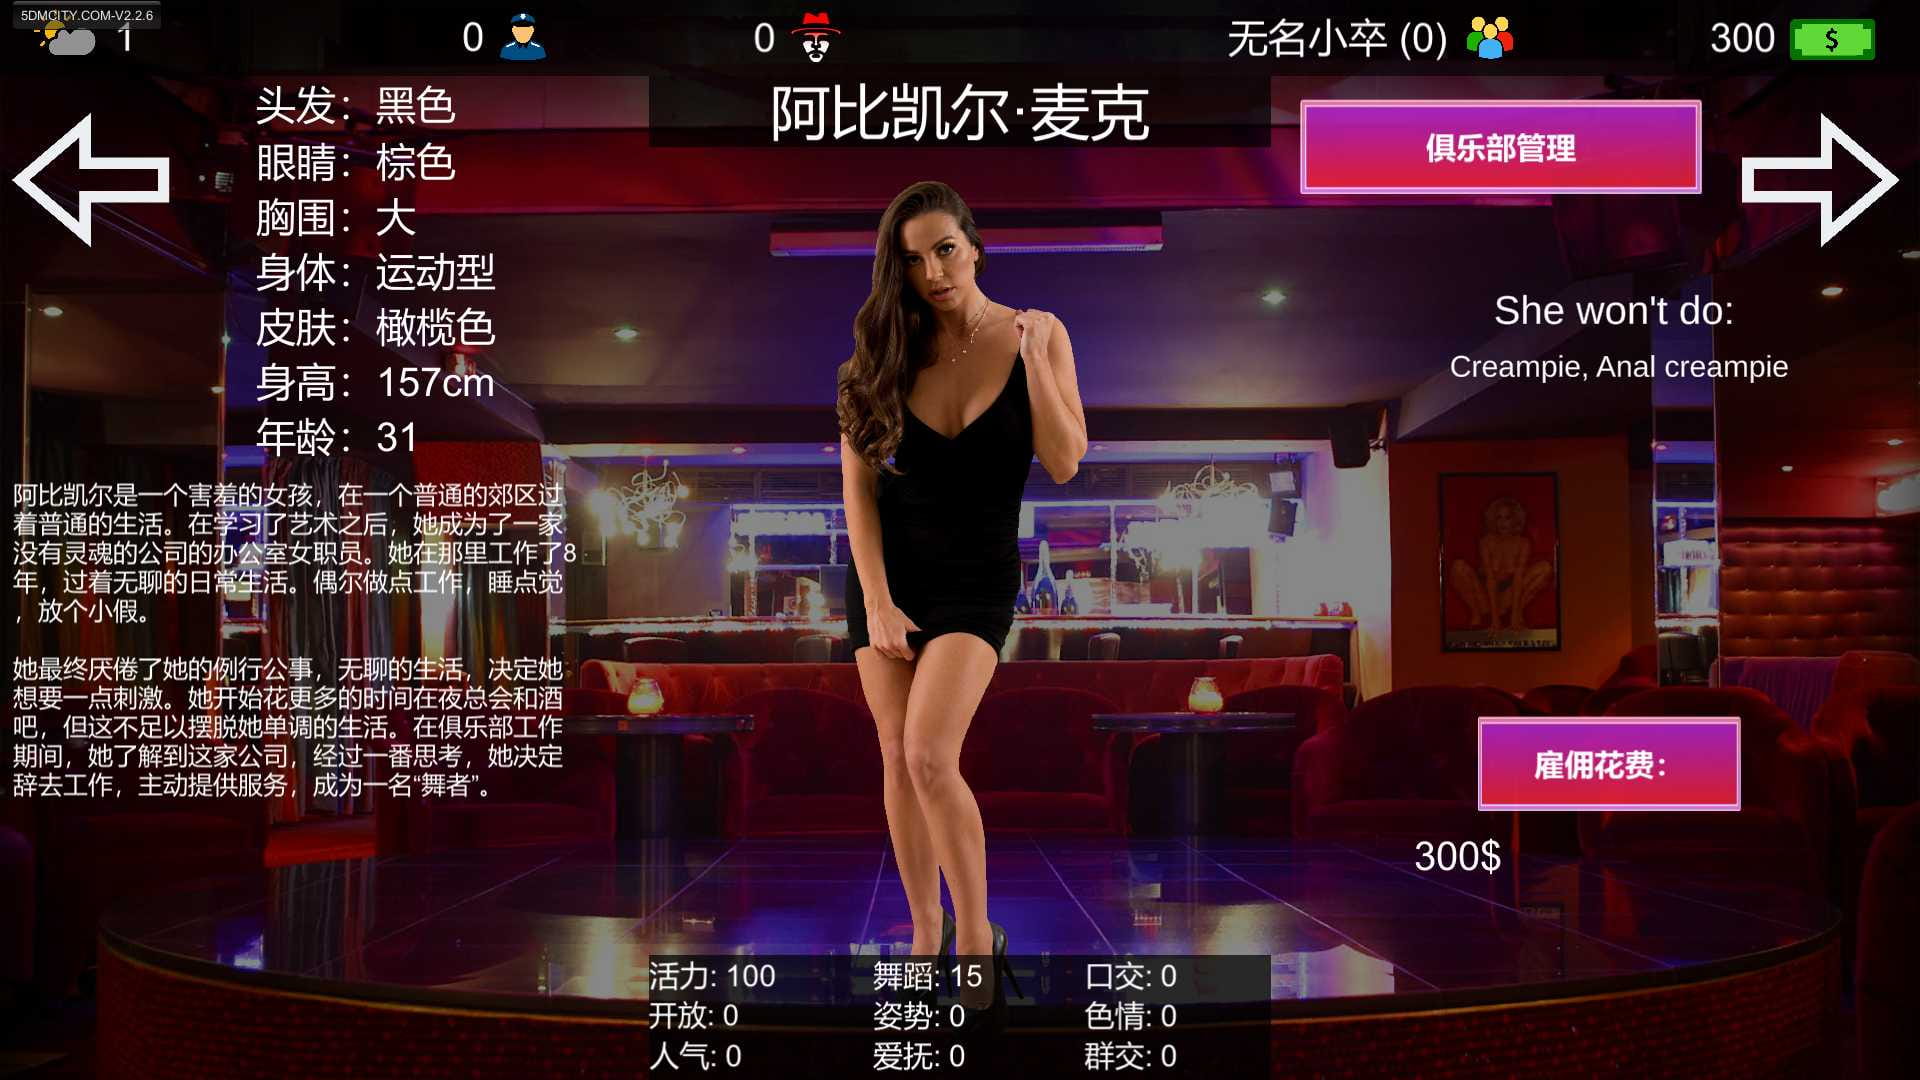 5DMCITY.COM-V2.2.6
1
0
0
无名小卒 (0)
300
阿比凯尔·麦克
俱乐部管理
头发：黑色
眼睛：棕色
胸围：大
身体：运动型
皮肤：橄榄色
身高：157cm
年龄：31
She won't do:
Creampie, Anal creampie
阿比凯尔是一个害羞的女孩，在一个普通的郊区过
着普通的生活。在学习了艺术之后，她成为了一家
没有灵魂的公司的办公室女职员。她在那里工作了8
年，过着无聊的日常生活。偶尔做点工作，睡点觉
，放个小假。
她最终厌倦了她的例行公事，无聊的生活，决定她
想要一点刺激。她开始花更多的时间在夜总会和酒
吧，但这不足以摆脱她单调的生活。在俱乐部工作
期间，她了解到这家公司，经过一番思考，她决定
辞去工作，主动提供服务，成为一名“舞者”。
雇佣花费：
300$
活力: 100 舞蹈: 15 口交: 0
开放: 0 姿势: 0 色情: 0
人气: 0 爱抚: 0 群交: 0